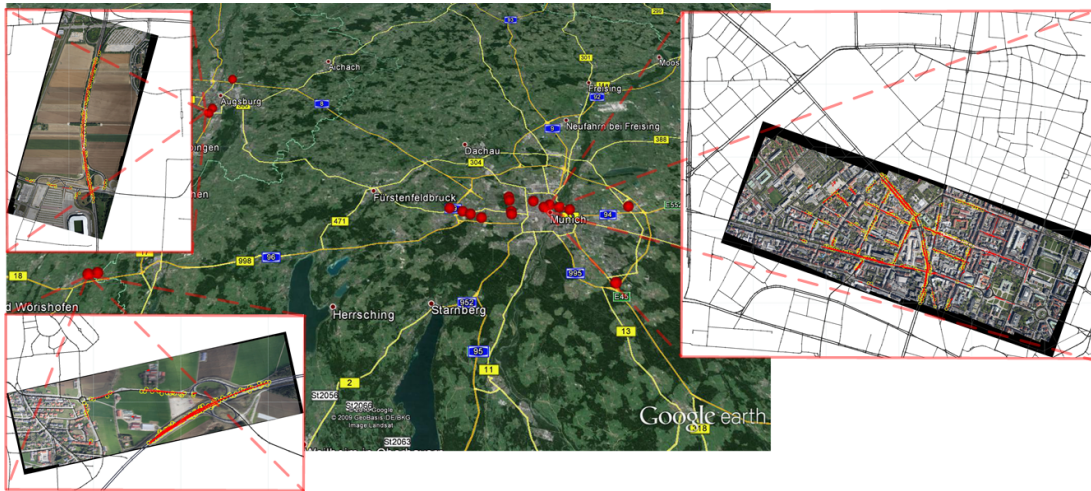 Aichach
Augsburg
Freising
Neufahrn bei Freising
Dachau
Fürstenfeldbruck
Munich
Herrsching
Starnberg
d Wörishofen
8
9
92
304
388
471
94
E55
96
998
18
995
E45
952
13
95
11
2
St2056
St2063
18
© 2009 GeoBasis-DE/BKG
Image Landsat
Google earth